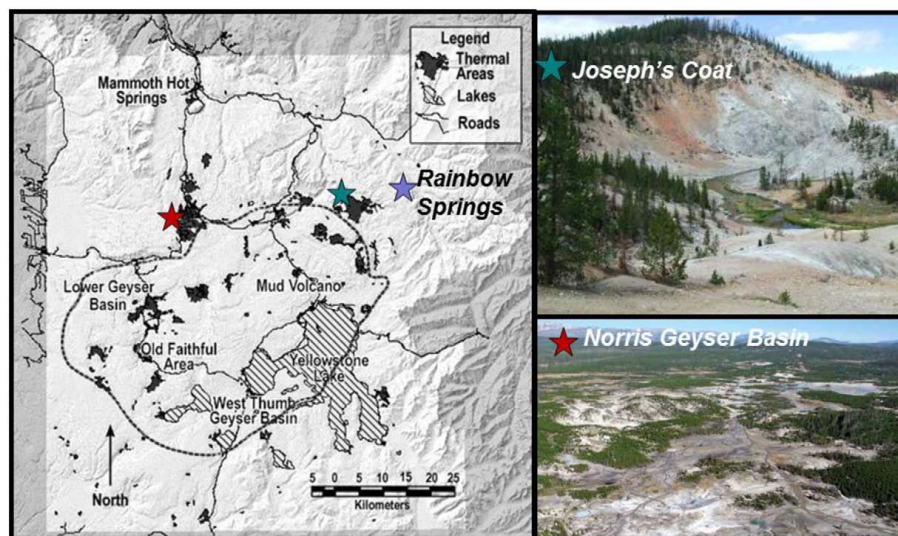 Legend
Thermal
Areas
Lakes
Roads
Mammoth Hot
Springs
Rainbow
Springs
Lower Geyser
Basin
Mud Volcano
Old Faithful
Area
Yellowstone
Lake
West Thumb
Geyser Basin
North
5 0 5 10 15 20 25
Kilometers
Joseph's Coat
Norris Geyser Basin